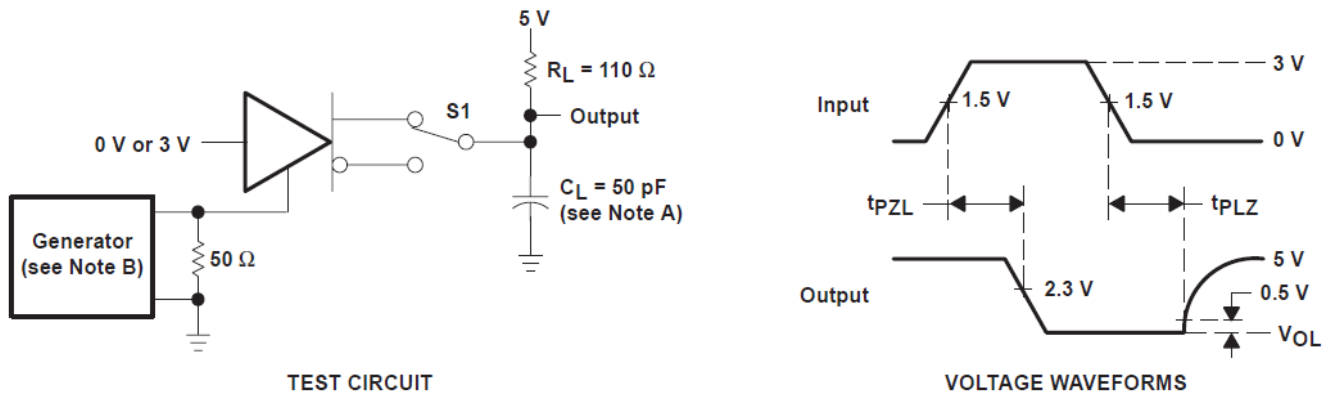 5 V
RL = 110 Ω
S1
Output
0 V or 3 V
CL = 50 pF
(see Note A)
Generator
(see Note B)
50 Ω
TEST CIRCUIT
3 V
Input
1.5 V
1.5 V
0 V
tPZL
tPLZ
5 V
Output
2.3 V
0.5 V
VOL
VOLTAGE WAVEFORMS